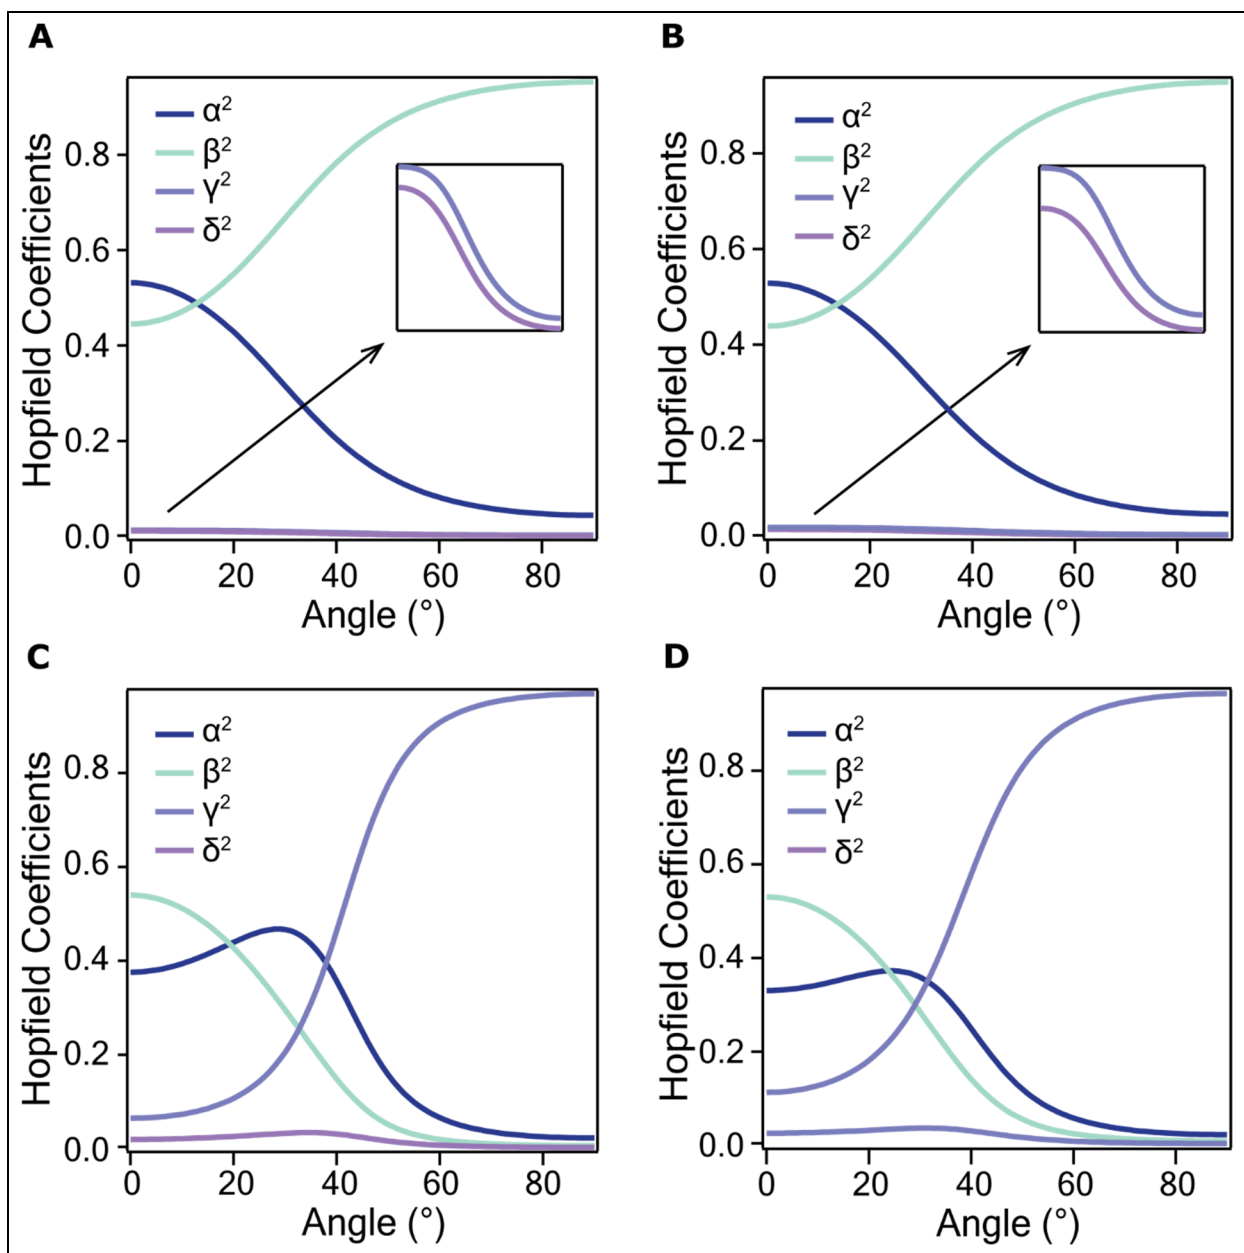 A
α²
β²
γ²
δ²
Hopfield Coefficients
0.8
0.6
0.4
0.2
0.0
0 20 40 60 80
Angle (°)
B
α²
β²
γ²
δ²
Hopfield Coefficients
0.8
0.6
0.4
0.2
0.0
0 20 40 60 80
Angle (°)
C
α²
β²
γ²
δ²
Hopfield Coefficients
0.8
0.6
0.4
0.2
0.0
0 20 40 60 80
Angle (°)
D
α²
β²
γ²
δ²
Hopfield Coefficients
0.8
0.6
0.4
0.2
0.0
0 20 40 60 80
Angle (°)